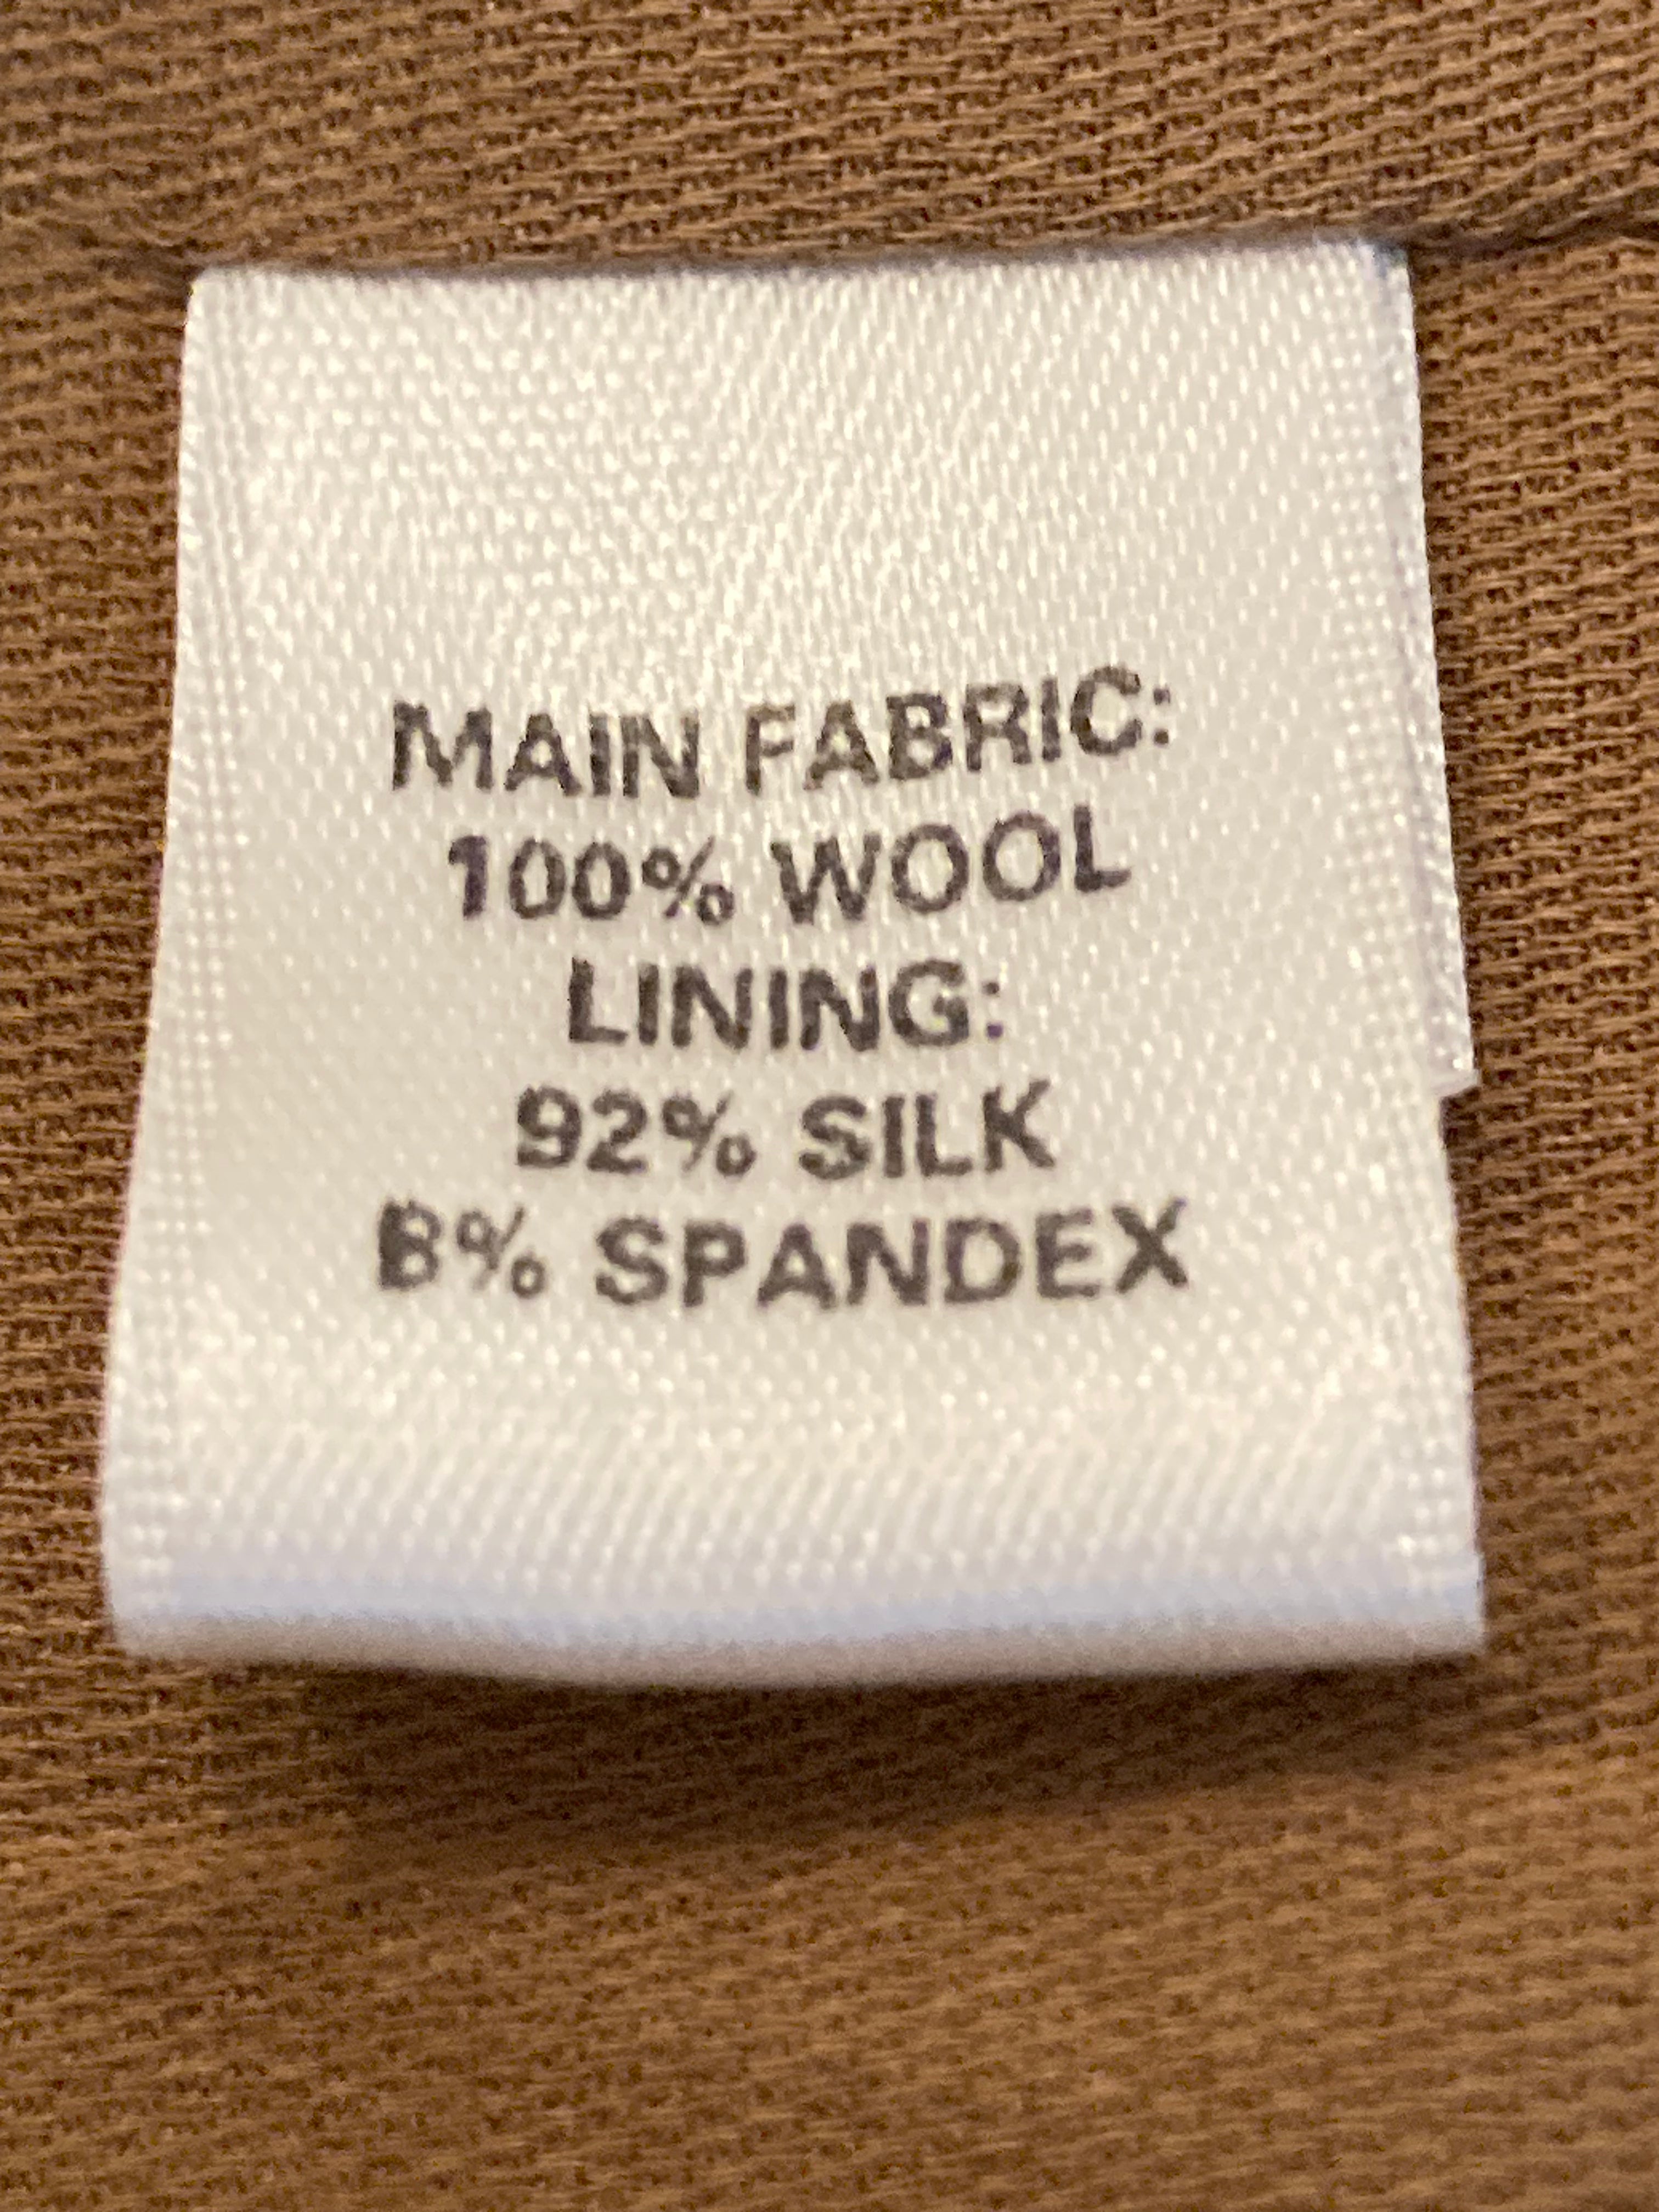 MAIN FABRIC:
100% WOOL
LINING:
92% SILK
8% SPANDEX